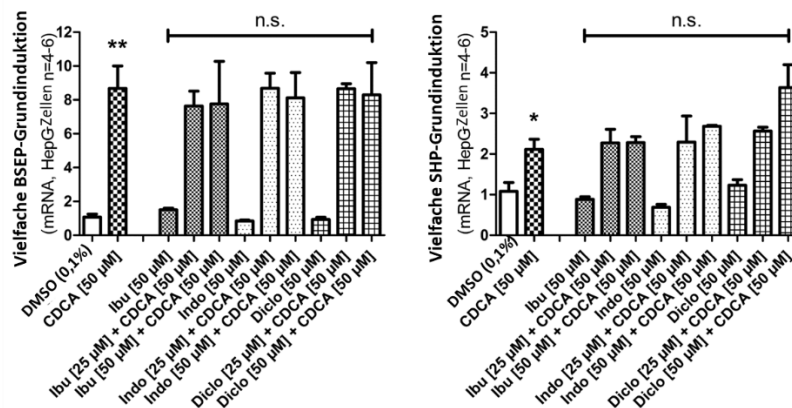 Vielfache BSEP-Grundinduktion
(mRNA, HepG-Zellen n=4-6)
12
10
8
6
4
2
0
**
n.s.
DMSO (0,1%)
CDCA [50 µM]
Ibu [50 µM]
Ibu [25 µM] + CDCA [50 µM]
Ibu [50 µM] + CDCA [50 µM]
Indo [50 µM]
Indo [25 µM] + CDCA [50 µM]
Indo [50 µM] + CDCA [50 µM]
Diclo [50 µM]
Diclo [25 µM] + CDCA [50 µM]
Diclo [50 µM] + CDCA [50 µM]
Vielfache SHP-Grundinduktion
(mRNA, HepG-Zellen n=4-6)
5
4
3
2
1
0
*
n.s.
DMSO (0,1%)
CDCA [50 µM]
Ibu [50 µM]
Ibu [25 µM] + CDCA [50 µM]
Ibu [50 µM] + CDCA [50 µM]
Indo [50 µM]
Indo [25 µM] + CDCA [50 µM]
Indo [50 µM] + CDCA [50 µM]
Diclo [50 µM]
Diclo [25 µM] + CDCA [50 µM]
Diclo [50 µM] + CDCA [50 µM]